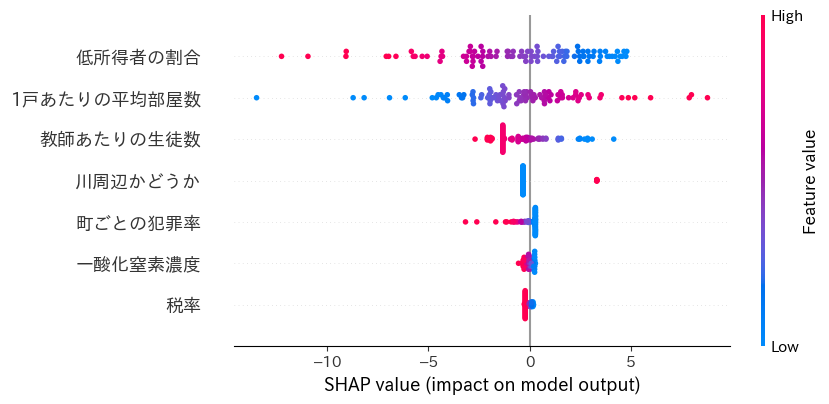 High
低所得者の割合
1戸あたりの平均部屋数
教師あたりの生徒数
川周辺かどうか
町ごとの犯罪率
一酸化窒素濃度
税率
Feature value
Low
−10
−5
0
5
SHAP value (impact on model output)